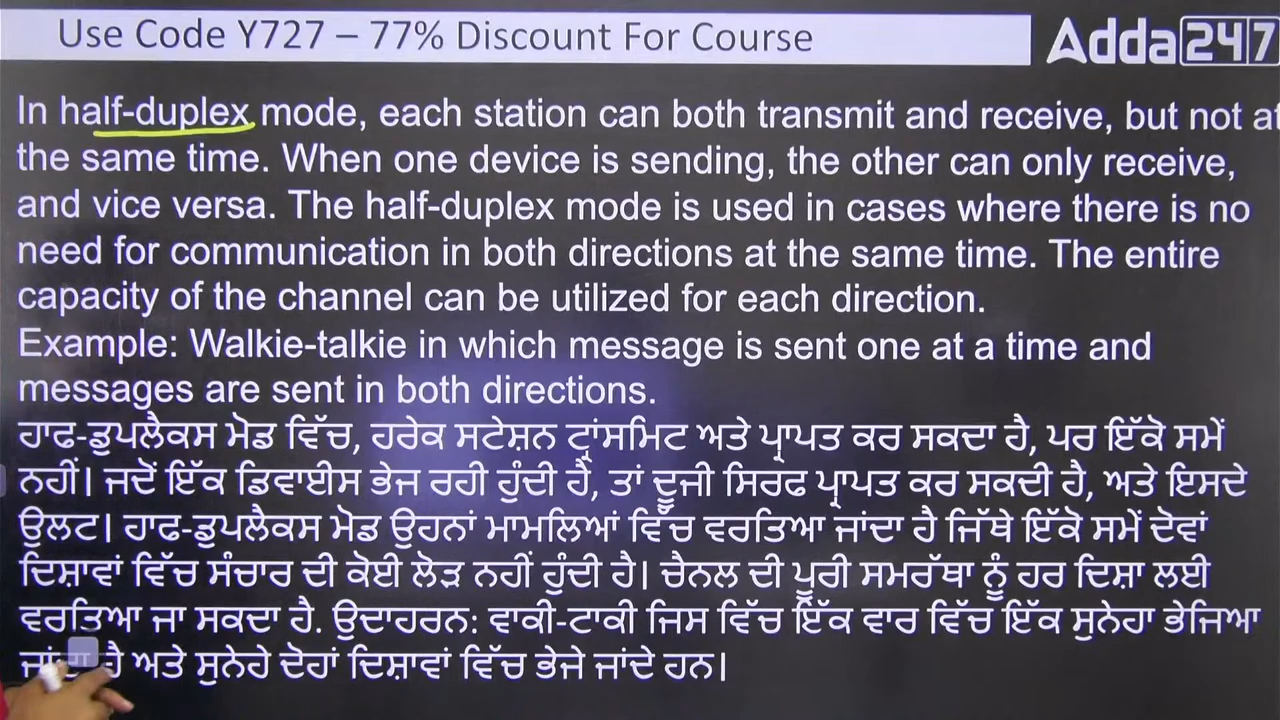 Use Code Y727 – 77% Discount For Course
Adda247
In half-duplex mode, each station can both transmit and receive, but not at
the same time. When one device is sending, the other can only receive,
and vice versa. The half-duplex mode is used in cases where there is no
need for communication in both directions at the same time. The entire
capacity of the channel can be utilized for each direction.
Example: Walkie-talkie in which message is sent one at a time and
messages are sent in both directions.
ਹਾਫ-ਡੁਪਲੈਕਸ ਮੋਡ ਵਿੱਚ, ਹਰੇਕ ਸਟੇਸ਼ਨ ਟ੍ਰਾਂਸਮਿਟ ਅਤੇ ਪ੍ਰਾਪਤ ਕਰ ਸਕਦਾ ਹੈ, ਪਰ ਇੱਕੋ ਸਮੇਂ
ਨਹੀਂ। ਜਦੋਂ ਇੱਕ ਡਿਵਾਈਸ ਭੇਜ ਰਹੀ ਹੁੰਦੀ ਹੈ, ਤਾਂ ਦੂਜੀ ਸਿਰਫ ਪ੍ਰਾਪਤ ਕਰ ਸਕਦੀ ਹੈ, ਅਤੇ ਇਸਦੇ
ਉਲਟ। ਹਾਫ-ਡੁਪਲੈਕਸ ਮੋਡ ਉਹਨਾਂ ਮਾਮਲਿਆਂ ਵਿੱਚ ਵਰਤਿਆ ਜਾਂਦਾ ਹੈ ਜਿੱਥੇ ਇੱਕੋ ਸਮੇਂ ਦੋਵਾਂ
ਦਿਸ਼ਾਵਾਂ ਵਿੱਚ ਸੰਚਾਰ ਦੀ ਕੋਈ ਲੋੜ ਨਹੀਂ ਹੁੰਦੀ ਹੈ। ਚੈਨਲ ਦੀ ਪੂਰੀ ਸਮਰੱਥਾ ਨੂੰ ਹਰ ਦਿਸ਼ਾ ਲਈ
ਵਰਤਿਆ ਜਾ ਸਕਦਾ ਹੈ. ਉਦਾਹਰਨ: ਵਾਕੀ-ਟਾਕੀ ਜਿਸ ਵਿੱਚ ਇੱਕ ਵਾਰ ਵਿੱਚ ਇੱਕ ਸੁਨੇਹਾ ਭੇਜਿਆ
ਜਾਂਦਾ ਹੈ ਅਤੇ ਸੁਨੇਹੇ ਦੋਹਾਂ ਦਿਸ਼ਾਵਾਂ ਵਿੱਚ ਭੇਜੇ ਜਾਂਦੇ ਹਨ।